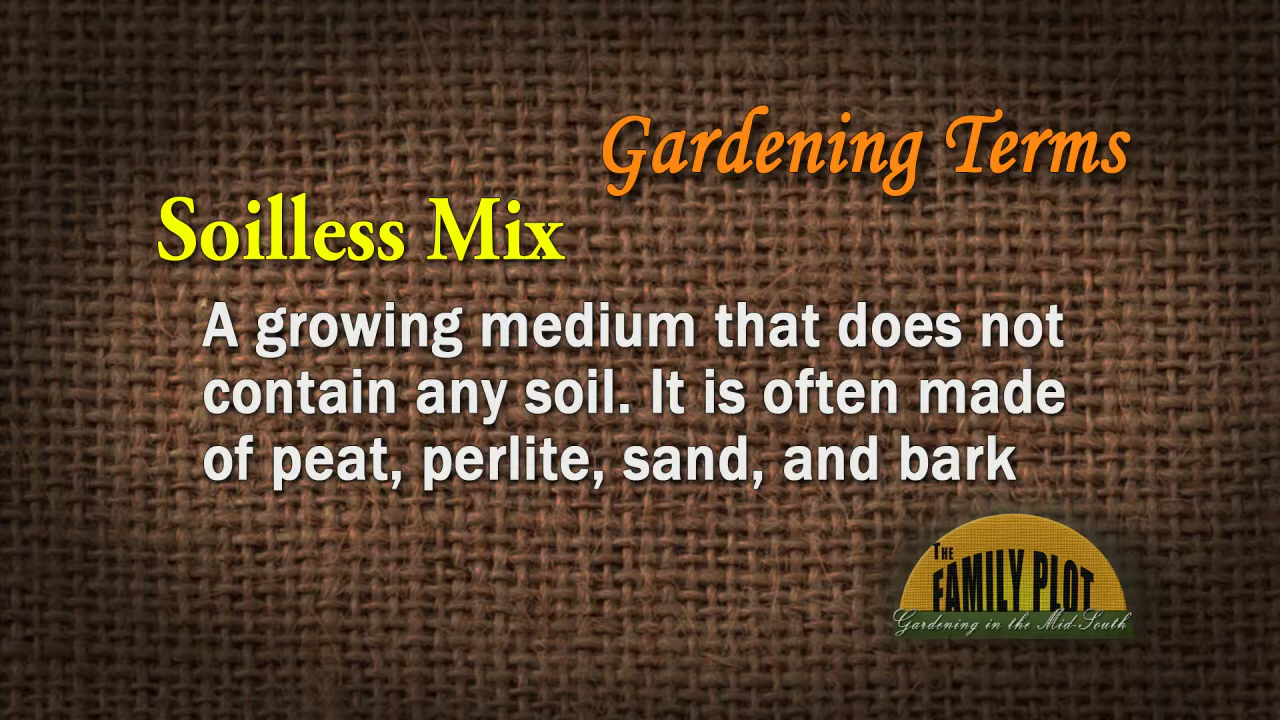 Gardening Terms
Soilless Mix
A growing medium that does not
contain any soil. It is often made
of peat, perlite, sand, and bark
THE
FAMILY PLOT
Gardening in the Mid-South